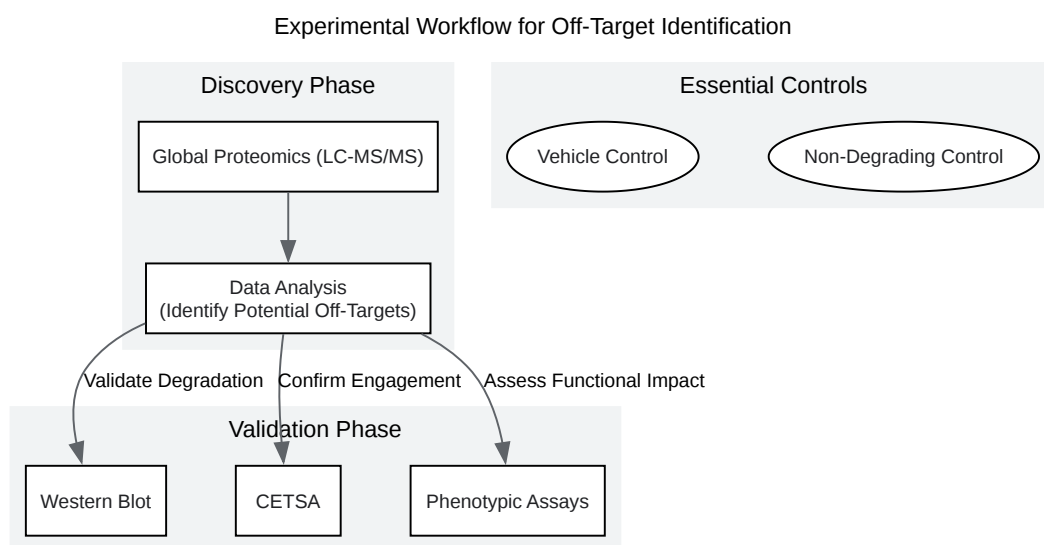 Experimental Workflow for Off-Target Identification
Discovery Phase
Essential Controls
Global Proteomics (LC-MS/MS)
Vehicle Control
Non-Degrading Control
Data Analysis
(Identify Potential Off-Targets)
Validate Degradation
Confirm Engagement
Assess Functional Impact
Validation Phase
Western Blot
CETSA
Phenotypic Assays